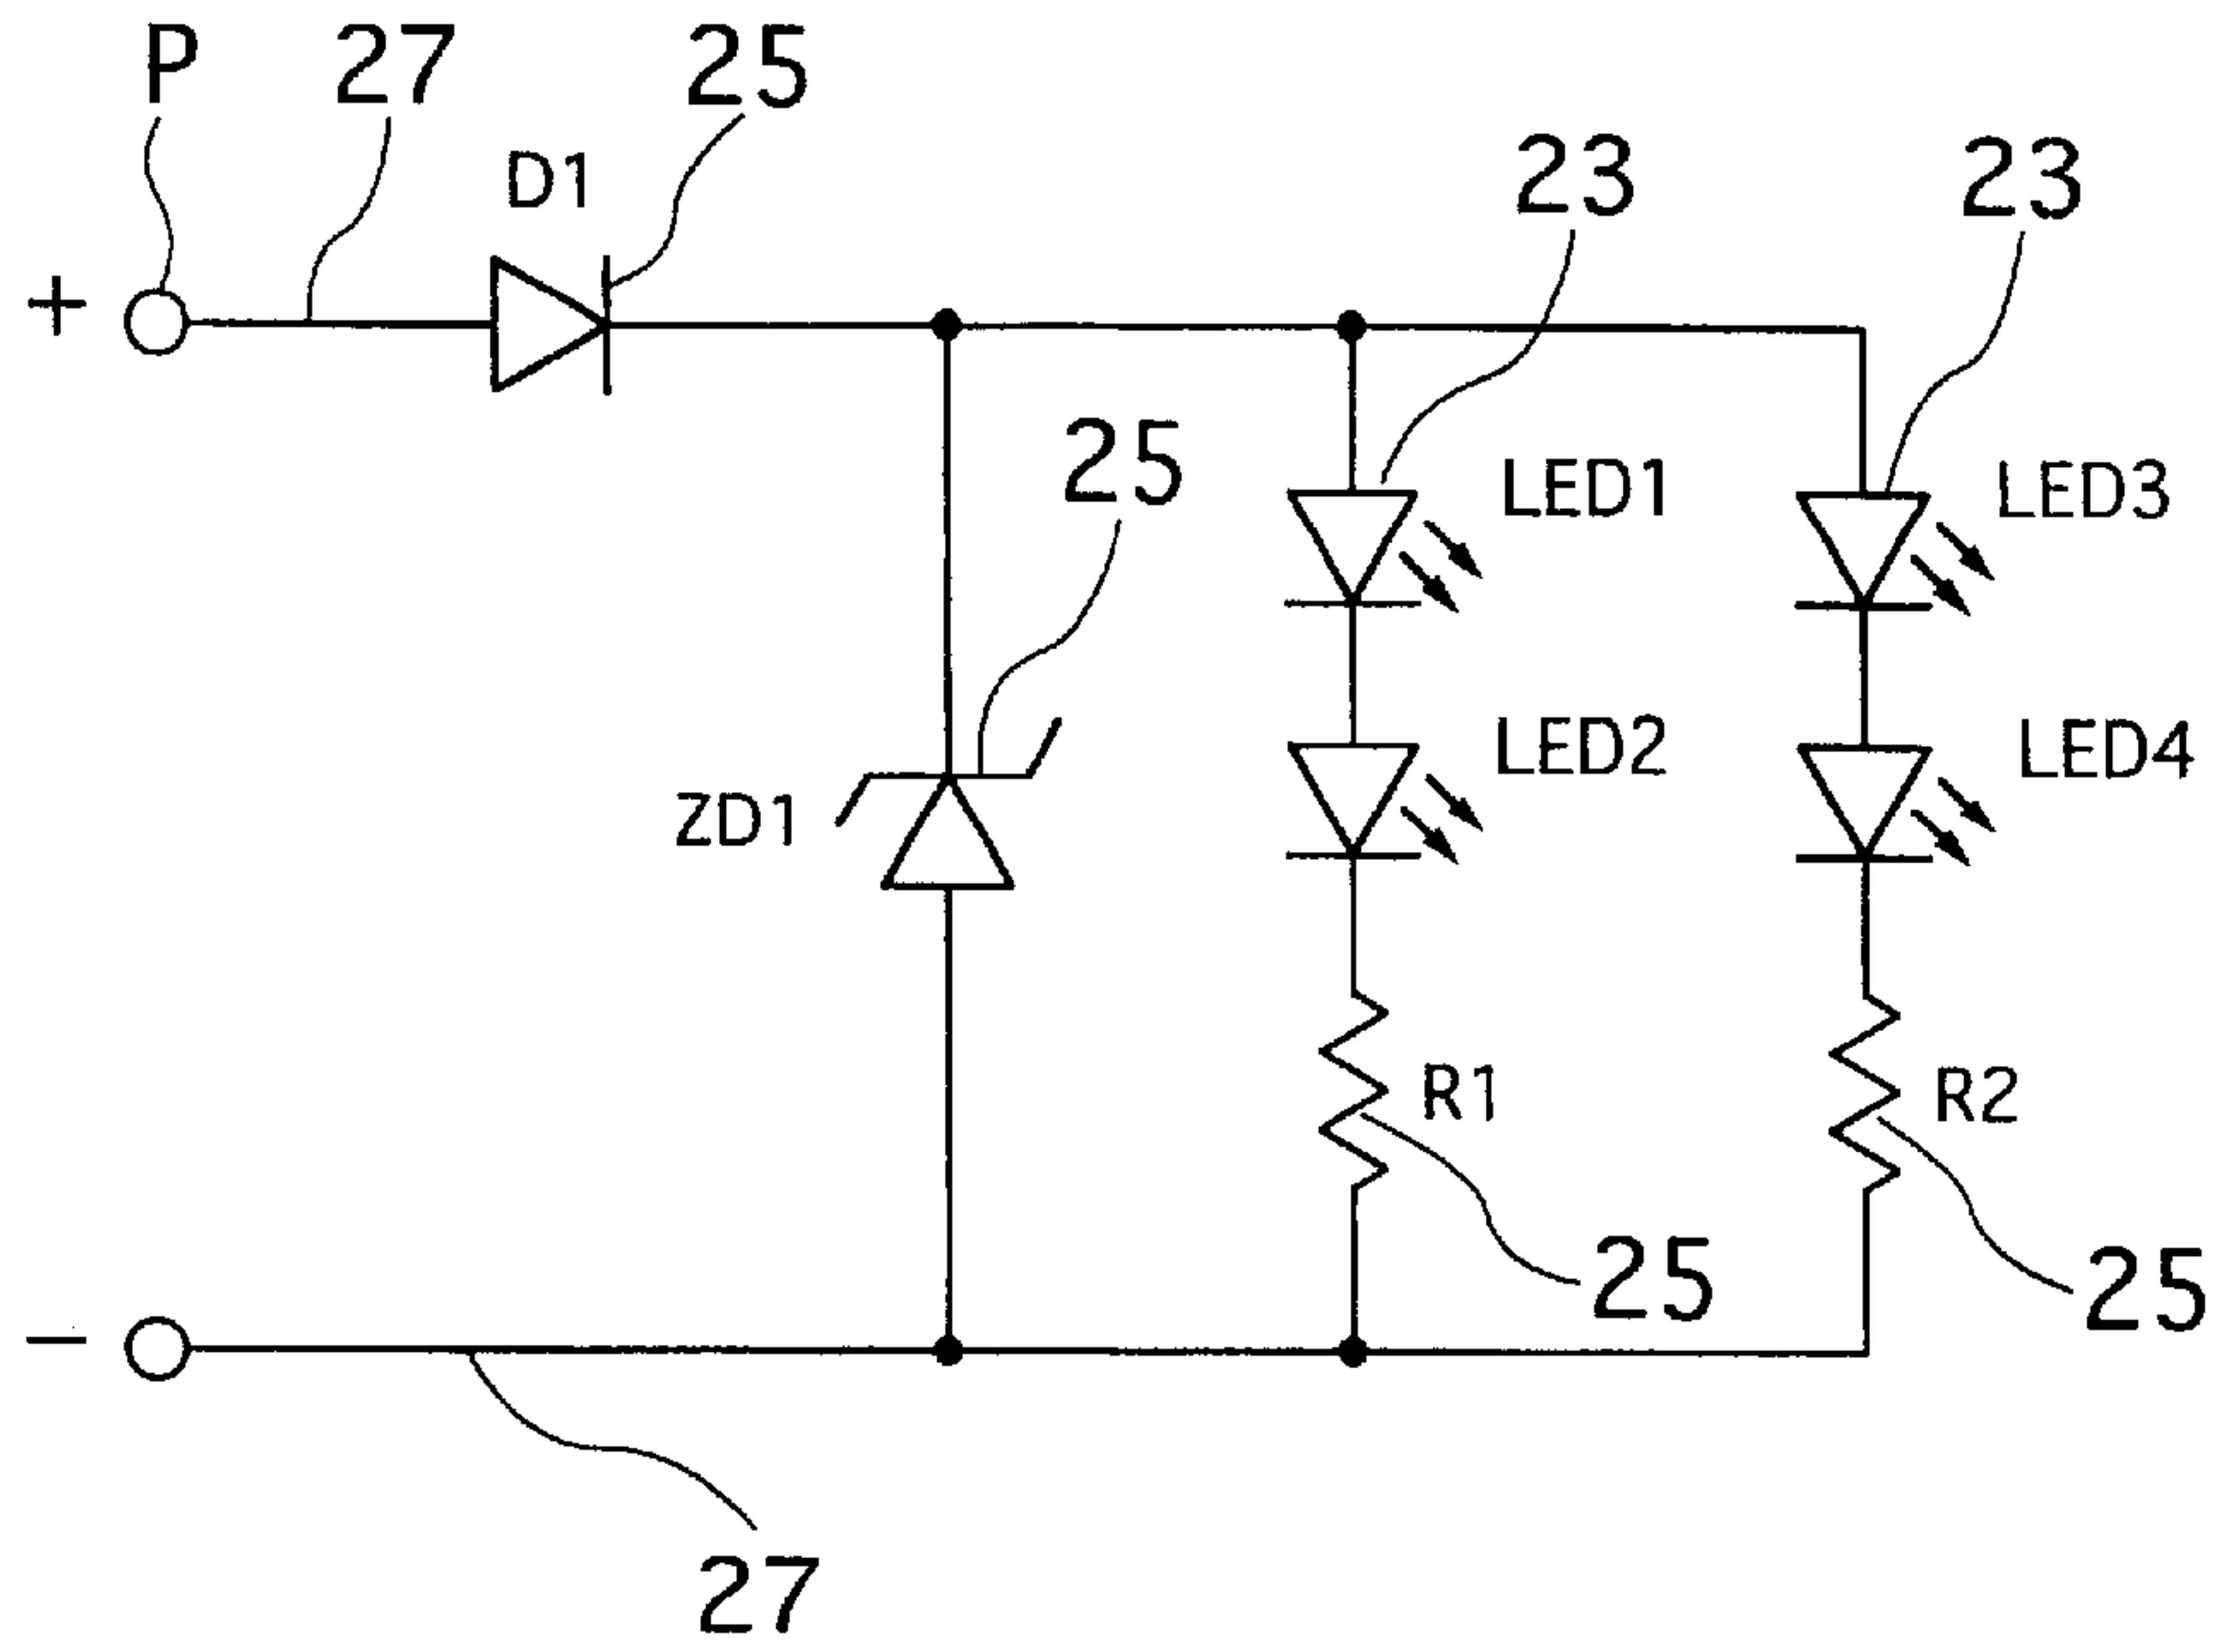 P 27 25
D1 23 23
+
25 LED1 LED3
ZD1 LED2 LED4
R1 R2
25 25
−
27